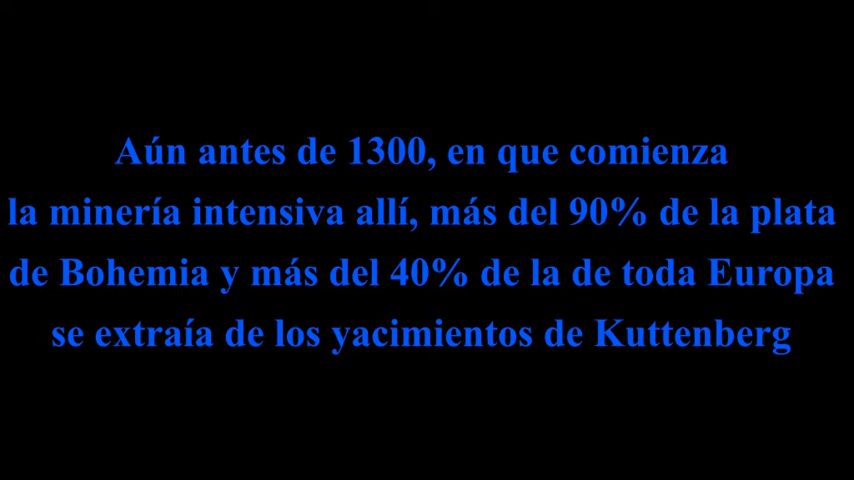 Aún antes de 1300, en que comienza
la minería intensiva allí, más del 90% de la plata
de Bohemia y más del 40% de la de toda Europa
se extraía de los yacimientos de Kuttenberg